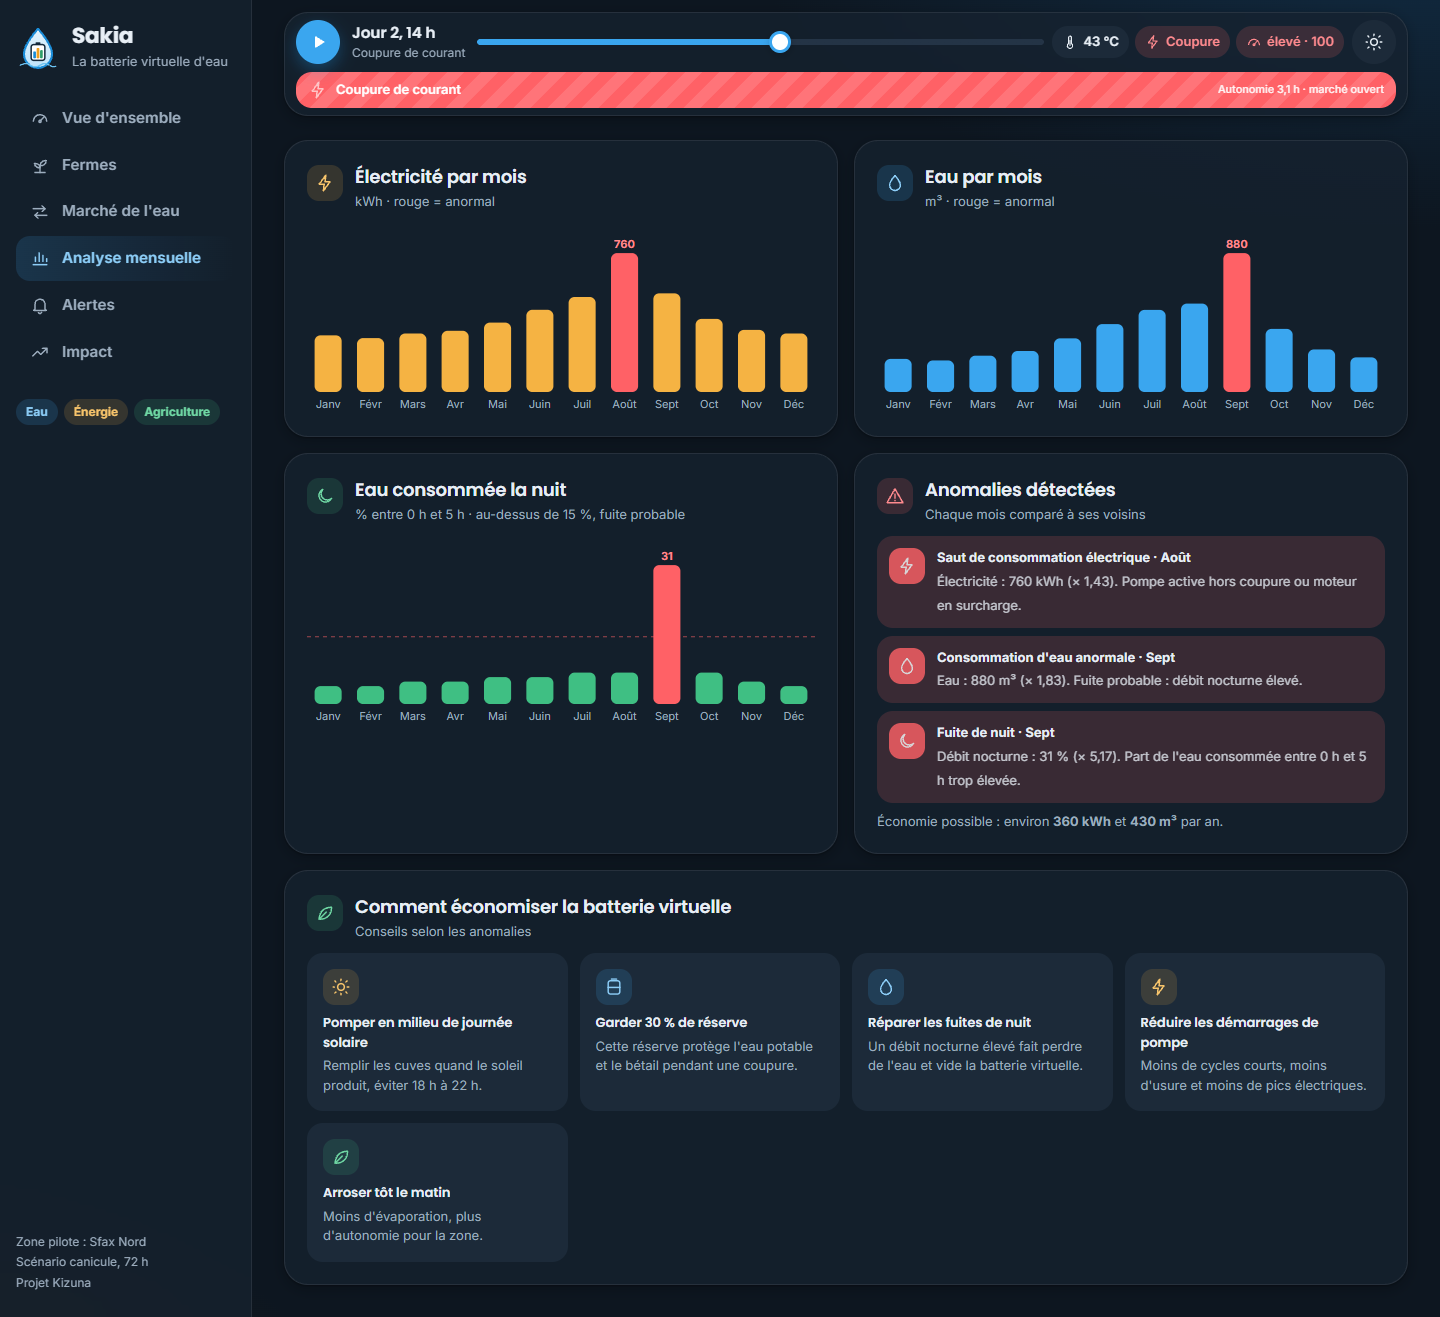 Sakia
La batterie virtuelle d'eau
Vue d'ensemble
Fermes
Marché de l'eau
Analyse mensuelle
Alertes
Impact
Eau Énergie Agriculture
Zone pilote : Sfax Nord
Scénario canicule, 72 h
Projet Kizuna
Jour 2, 14 h
Coupure de courant
43 °C
Coupure
élevé · 100
Coupure de courant
Autonomie 3,1 h · marché ouvert
Électricité par mois
kWh · rouge = anormal
760
Janv Févr Mars Avr Mai Juin Juil Août Sept Oct Nov Déc
Eau par mois
m³ · rouge = anormal
880
Janv Févr Mars Avr Mai Juin Juil Août Sept Oct Nov Déc
Eau consommée la nuit
% entre 0 h et 5 h · au-dessus de 15 %, fuite probable
31
Janv Févr Mars Avr Mai Juin Juil Août Sept Oct Nov Déc
Anomalies détectées
Chaque mois comparé à ses voisins
Saut de consommation électrique · Août
Électricité : 760 kWh (× 1,43). Pompe active hors coupure ou moteur
en surcharge.
Consommation d'eau anormale · Sept
Eau : 880 m³ (× 1,83). Fuite probable : débit nocturne élevé.
Fuite de nuit · Sept
Débit nocturne : 31 % (× 5,17). Part de l'eau consommée entre 0 h et 5
h trop élevée.
Économie possible : environ 360 kWh et 430 m³ par an.
Comment économiser la batterie virtuelle
Conseils selon les anomalies
Pomper en milieu de journée
solaire
Remplir les cuves quand le soleil
produit, éviter 18 h à 22 h.
Garder 30 % de réserve
Cette réserve protège l'eau potable
et le bétail pendant une coupure.
Réparer les fuites de nuit
Un débit nocturne élevé fait perdre
de l'eau et vide la batterie virtuelle.
Réduire les démarrages de
pompe
Moins de cycles courts, moins
d'usure et moins de pics électriques.
Arroser tôt le matin
Moins d'évaporation, plus
d'autonomie pour la zone.